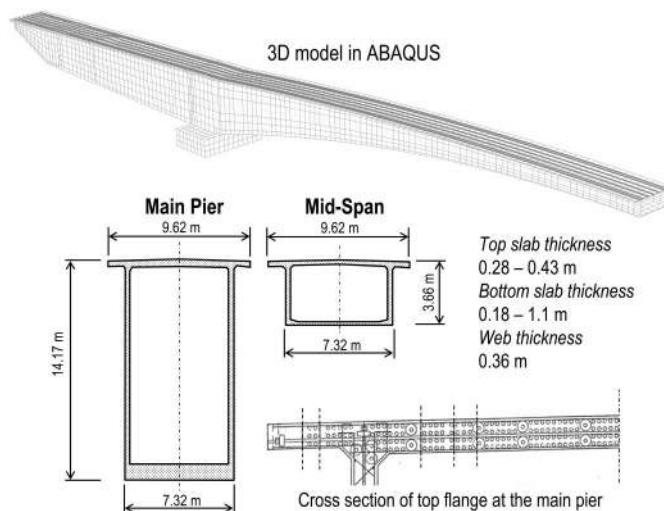 3D model in ABAQUS
Main Pier
Mid-Span
9.62 m
9.62 m
14.17 m
3.66 m
7.32 m
7.32 m
Top slab thickness
0.28 – 0.43 m
Bottom slab thickness
0.18 – 1.1 m
Web thickness
0.36 m
Cross section of top flange at the main pier